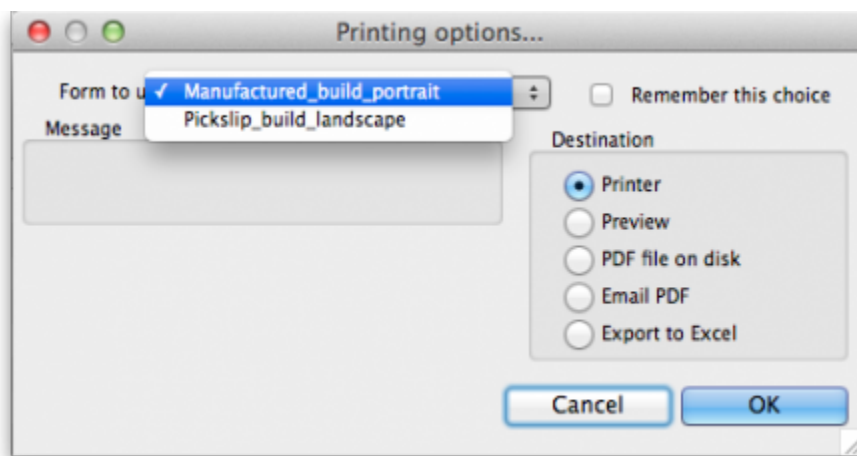 Printing options...
Form to u ✓ Manufactured_build_portrait
Remember this choice
Pickslip_build_landscape
Message
Destination
Printer
Preview
PDF file on disk
Email PDF
Export to Excel
Cancel
OK